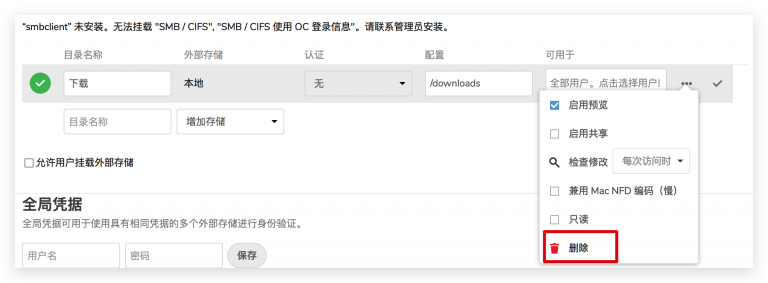 “smbclient” 未安装。无法挂载 "SMB / CIFS", "SMB / CIFS 使用 OC 登录信息"。请联系管理员安装。
目录名称 外部存储 认证 配置 可用于
下载 本地 无 /downloads 全部用户。点击选择用户
启用预览
目录名称 增加存储
启用共享
允许用户挂载外部存储
检查修改 每次访问时
兼用 Mac NFD 编码（慢）
全局凭据
只读
全局凭据可用于使用具有相同凭据的多个外部存储进行身份验证。
删除
用户名 密码 保存